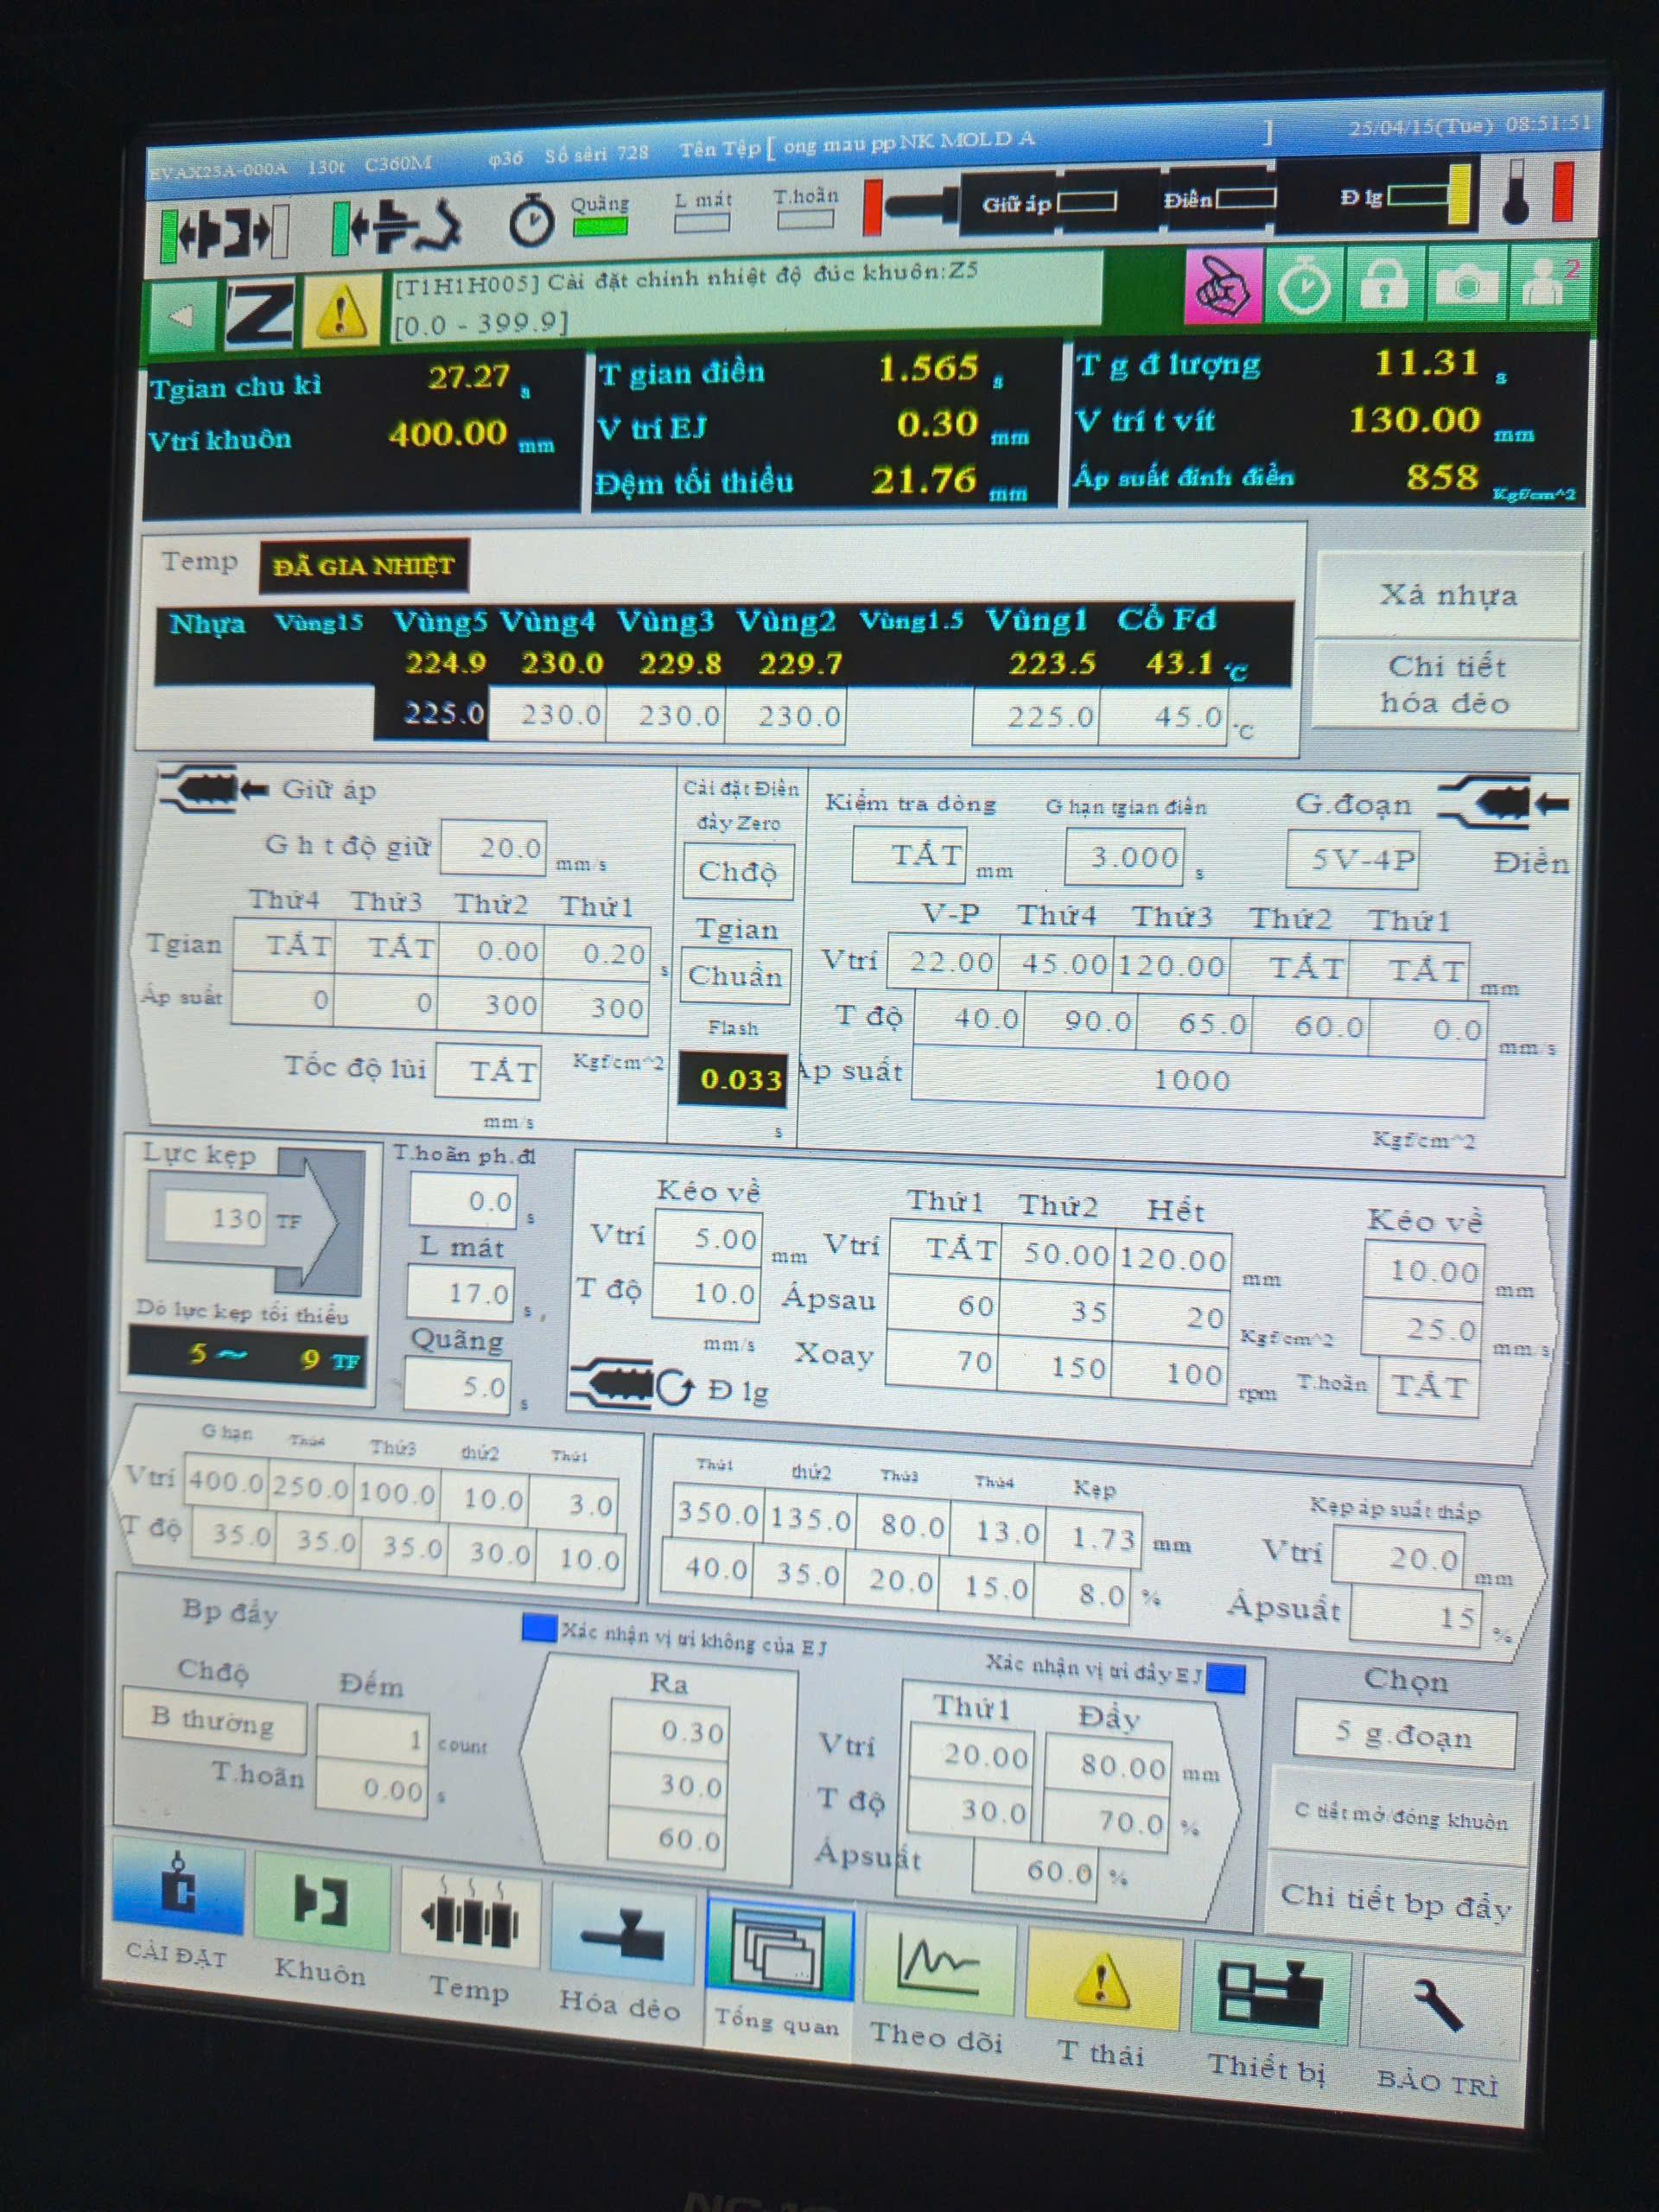 EVAX23A-000A 130t C360M φ36 Số sêri 728 Tên Tệp [ ong mau pp NK MOLD A ] 25/04/15(Tue) 08:51:51
Quãng L mát T.hoãn Giữ áp Điền Đ lg
[T1H1H005] Cài đặt chính nhiệt độ đúc khuôn:Z5
[0.0 - 399.9]
2
Tgian chu kì 27.27 s T gian điền 1.565 s T g đ lượng 11.31 s
Vtrí khuôn 400.00 mm V trí EJ 0.30 mm V trí t vít 130.00 mm
Đệm tối thiểu 21.76 mm Áp suất đỉnh điền 858 Kgf/cm^2
Temp ĐÃ GIA NHIỆT
Xả nhựa
Nhựa Vùng15 Vùng5 Vùng4 Vùng3 Vùng2 Vùng1.5 Vùng1 Cổ Fd
224.9 230.0 229.8 229.7 223.5 43.1 °C
225.0 230.0 230.0 230.0 225.0 45.0 °C
Chi tiết
hóa dẻo
Giữ áp
G h t độ giữ 20.0 mm/s
Thứ4 Thứ3 Thứ2 Thứ1
Tgian TẮT TẮT 0.00 0.20 s
Áp suất 0 0 300 300
Tốc độ lùi TẮT Kgf/cm^2
mm/s
Cài đặt Điền
đầy Zero
Chđộ
Tgian
Chuẩn
Flash
0.033
s
Kiểm tra dòng G hạn tgian điền G.đoạn
TẮT mm 3.000 s 5V-4P Điền
V-P Thứ4 Thứ3 Thứ2 Thứ1
Vtrí 22.00 45.00 120.00 TẮT TẮT mm
T độ 40.0 90.0 65.0 60.0 0.0 mm/s
Áp suất 1000
Kgf/cm^2
Lực kẹp
130 TF
Dò lực kẹp tối thiểu
5 ~ 9 TF
T.hoãn ph.đl
0.0 s
L mát
17.0 s
Quãng
5.0 s
Kéo về
Vtrí 5.00 mm
T độ 10.0
mm/s
Đ lg
Thứ1 Thứ2 Hết
Vtrí TẮT 50.00 120.00 mm
Ápsau 60 35 20 Kgf/cm^2
Xoay 70 150 100 rpm
Kéo về
10.00 mm
25.0 mm/s
T.hoãn TẮT
G hạn Thứ4 Thứ3 thứ2 Thứ1
Vtrí 400.0 250.0 100.0 10.0 3.0
T độ 35.0 35.0 35.0 30.0 10.0
Thứ1 thứ2 Thứ3 Thứ4 Kẹp
350.0 135.0 80.0 13.0 1.73 mm
40.0 35.0 20.0 15.0 8.0 %
Kẹp áp suất thấp
Vtrí 20.0 mm
Ápsuất 15 %
Bp đẩy
Chđộ Đếm
B thường 1 count
T.hoãn 0.00 s
Xác nhận vị trí không của EJ
Ra
0.30
30.0
60.0
Xác nhận vị trí đẩy EJ
Thứ1 Đẩy
Vtrí 20.00 80.00 mm
T độ 30.0 70.0 %
Ápsuất 60.0 %
Chọn
5 g.đoạn
C tiết mở/đóng khuôn
Chi tiết bp đẩy
CÀI ĐẶT Khuôn Temp Hóa dẻo Tổng quan Theo dõi T thái Thiết bị BẢO TRÌ